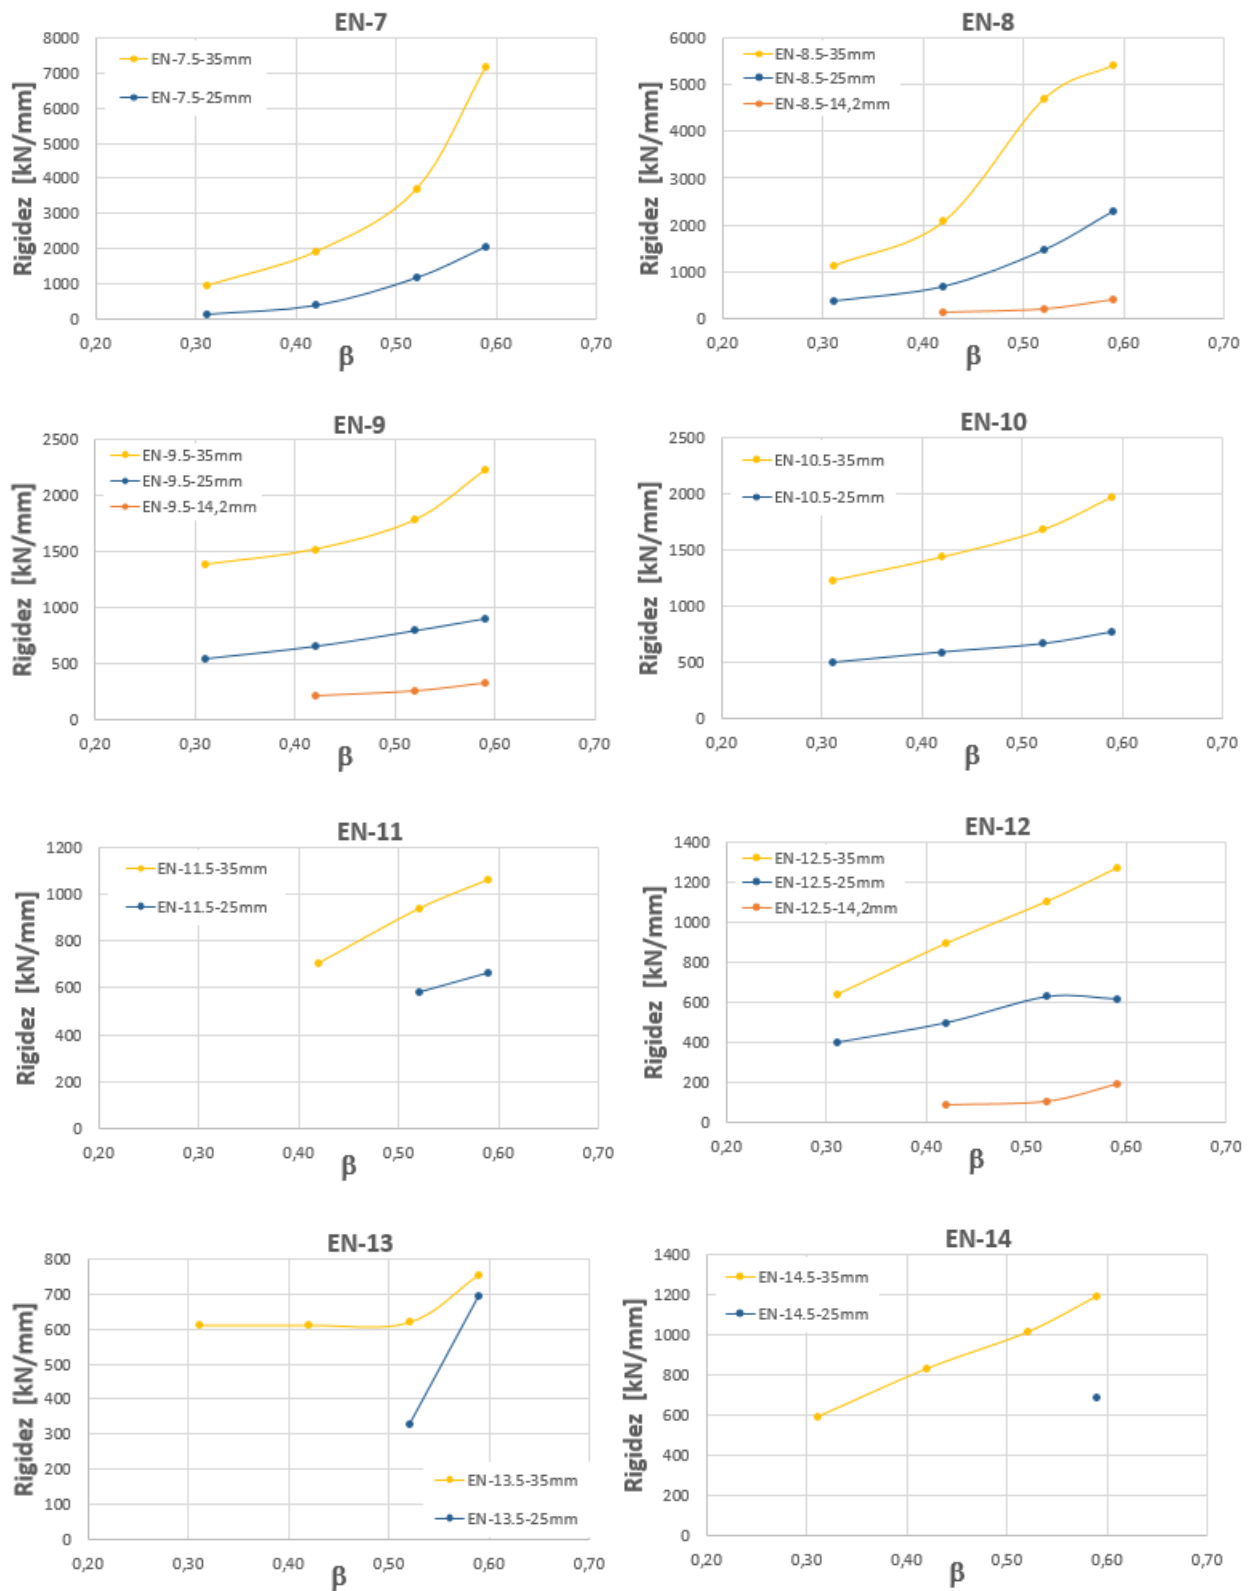 EN-7
8000
7000
6000
5000
4000
3000
2000
1000
0
Rigidez [kN/mm]
EN-7.5-35mm
EN-7.5-25mm
0,20 0,30 0,40 0,50 0,60 0,70
β
EN-8
6000
5000
4000
3000
2000
1000
0
Rigidez [kN/mm]
EN-8.5-35mm
EN-8.5-25mm
EN-8.5-14,2mm
0,20 0,30 0,40 0,50 0,60 0,70
β
EN-9
2500
2000
1500
1000
500
0
Rigidez [kN/mm]
EN-9.5-35mm
EN-9.5-25mm
EN-9.5-14,2mm
0,20 0,30 0,40 0,50 0,60 0,70
β
EN-10
2500
2000
1500
1000
500
0
Rigidez [kN/mm]
EN-10.5-35mm
EN-10.5-25mm
0,20 0,30 0,40 0,50 0,60 0,70
β
EN-11
1200
1000
800
600
400
200
0
Rigidez [kN/mm]
EN-11.5-35mm
EN-11.5-25mm
0,20 0,30 0,40 0,50 0,60 0,70
β
EN-12
1400
1200
1000
800
600
400
200
0
Rigidez [kN/mm]
EN-12.5-35mm
EN-12.5-25mm
EN-12.5-14,2mm
0,20 0,30 0,40 0,50 0,60 0,70
β
EN-13
800
700
600
500
400
300
200
100
0
Rigidez [kN/mm]
EN-13.5-35mm
EN-13.5-25mm
0,20 0,30 0,40 0,50 0,60 0,70
β
EN-14
1400
1200
1000
800
600
400
200
0
Rigidez [kN/mm]
EN-14.5-35mm
EN-14.5-25mm
0,20 0,30 0,40 0,50 0,60 0,70
β